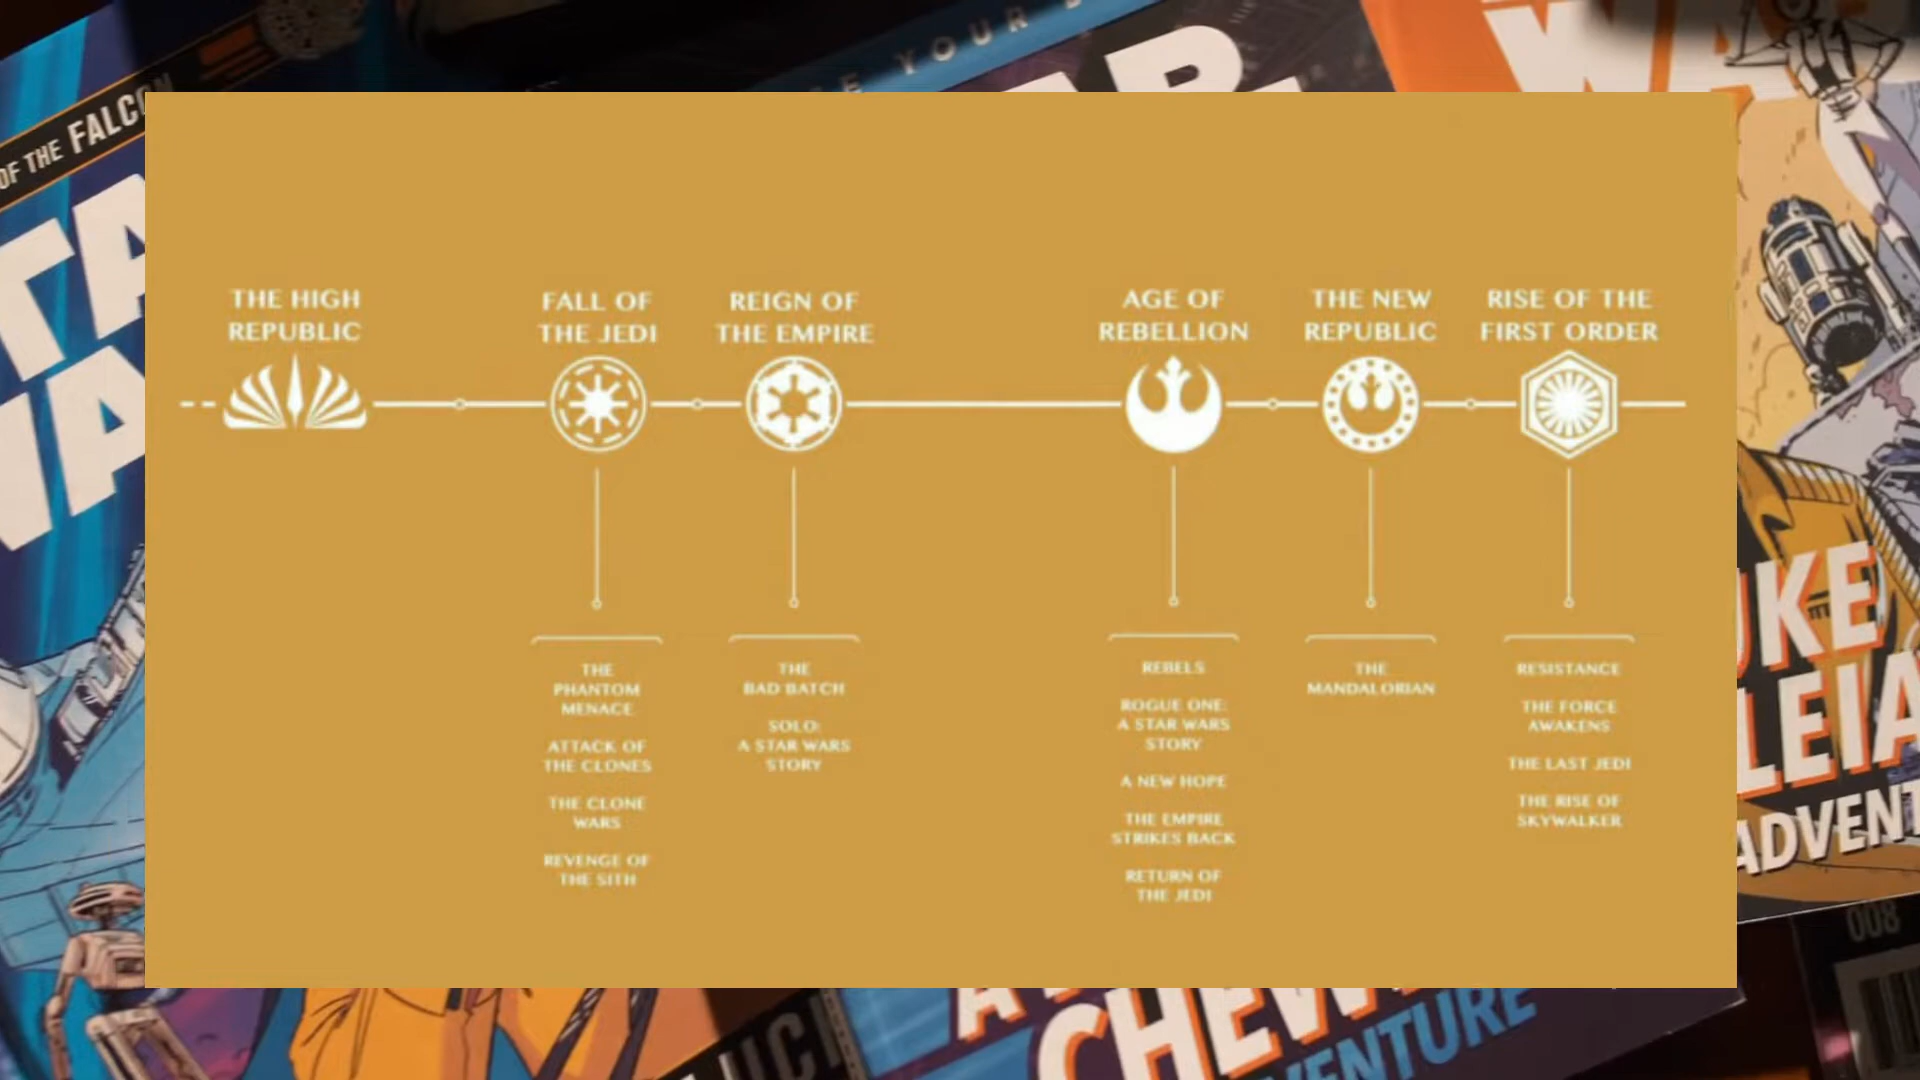 OF THE FALCON
E YOUR
THE HIGH
REPUBLIC
FALL OF
THE JEDI
REIGN OF
THE EMPIRE
AGE OF
REBELLION
THE NEW
REPUBLIC
RISE OF THE
FIRST ORDER
THE
PHANTOM
MENACE
ATTACK OF
THE CLONES
THE CLONE
WARS
REVENGE OF
THE SITH
THE
BAD BATCH
SOLO:
A STAR WARS
STORY
REBELS
ROGUE ONE:
A STAR WARS
STORY
A NEW HOPE
THE EMPIRE
STRIKES BACK
RETURN OF
THE JEDI
THE
MANDALORIAN
RESISTANCE
THE FORCE
AWAKENS
THE LAST JEDI
THE RISE OF
SKYWALKER
UKE
LEIA
ADVENT
008
CHEW
VENTURE